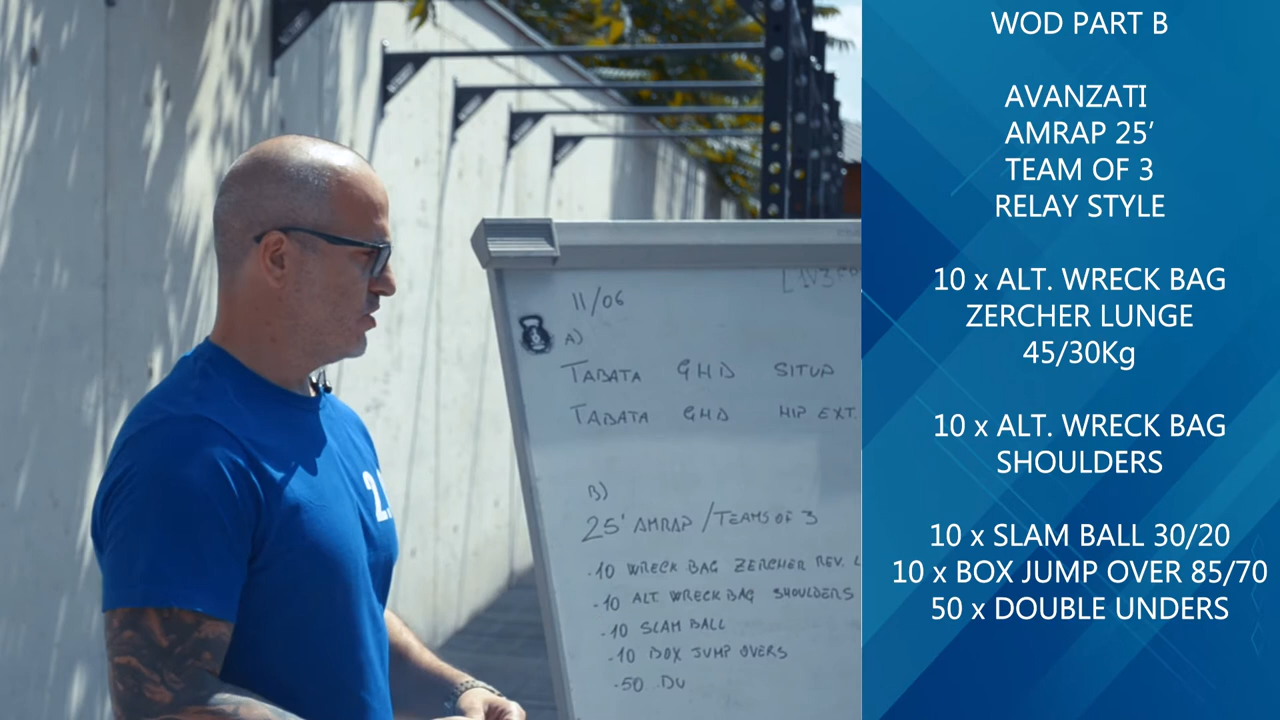 11/06
A)
TABATA GHD SITUP
TABATA GHD HIP EXT.
B)
25' AMRAP / TEAMS OF 3
-10 WRECK BAG ZERCHER REV. L
-10 ALT. WRECK BAG SHOULDERS
-10 SLAM BALL
-10 BOX JUMP OVERS
-50 DU
2.
WOD PART B
AVANZATI
AMRAP 25’
TEAM OF 3
RELAY STYLE
10 x ALT. WRECK BAG
ZERCHER LUNGE
45/30Kg
10 x ALT. WRECK BAG
SHOULDERS
10 x SLAM BALL 30/20
10 x BOX JUMP OVER 85/70
50 x DOUBLE UNDERS